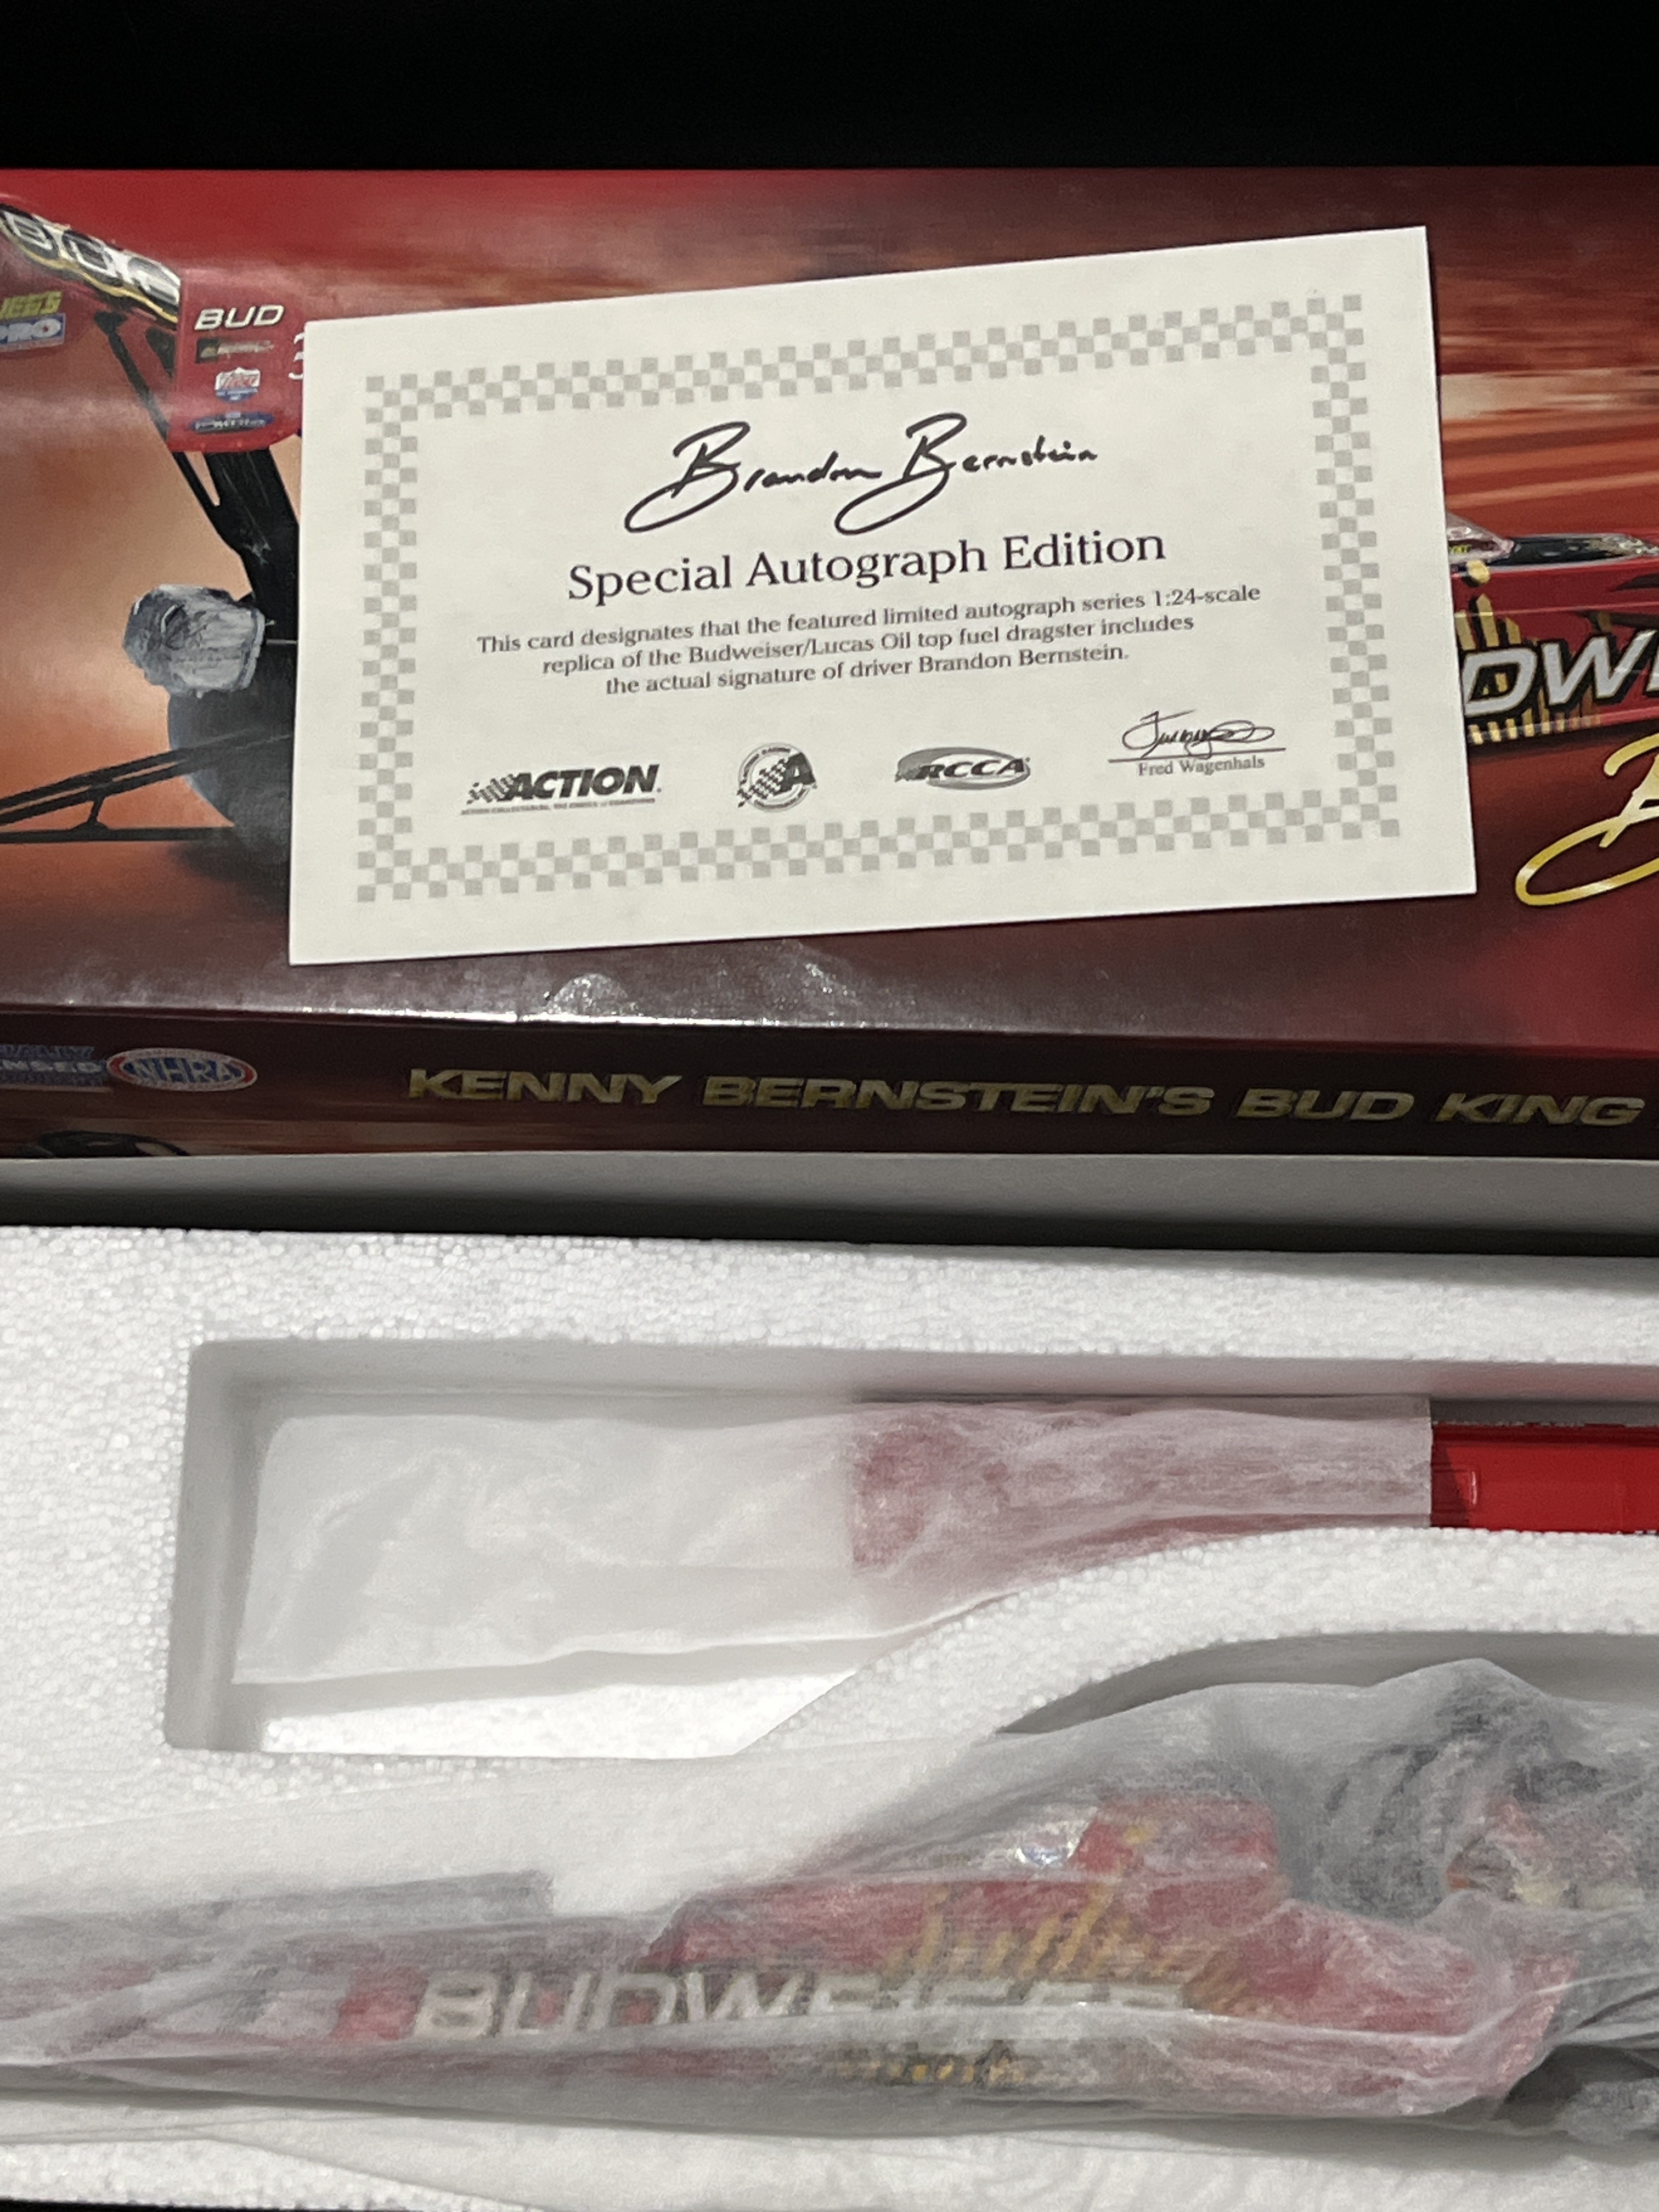 BUD
BUD
Brandon Bernstein
Special Autograph Edition
This card designates that the featured limited autograph series 1:24-scale
replica of the Budweiser/Lucas Oil top fuel dragster includes
the actual signature of driver Brandon Bernstein.
ACTION
A
RCCA
Fred Wagenhals
NHRA
KENNY BERNSTEIN'S BUD KING
BUDWEISER